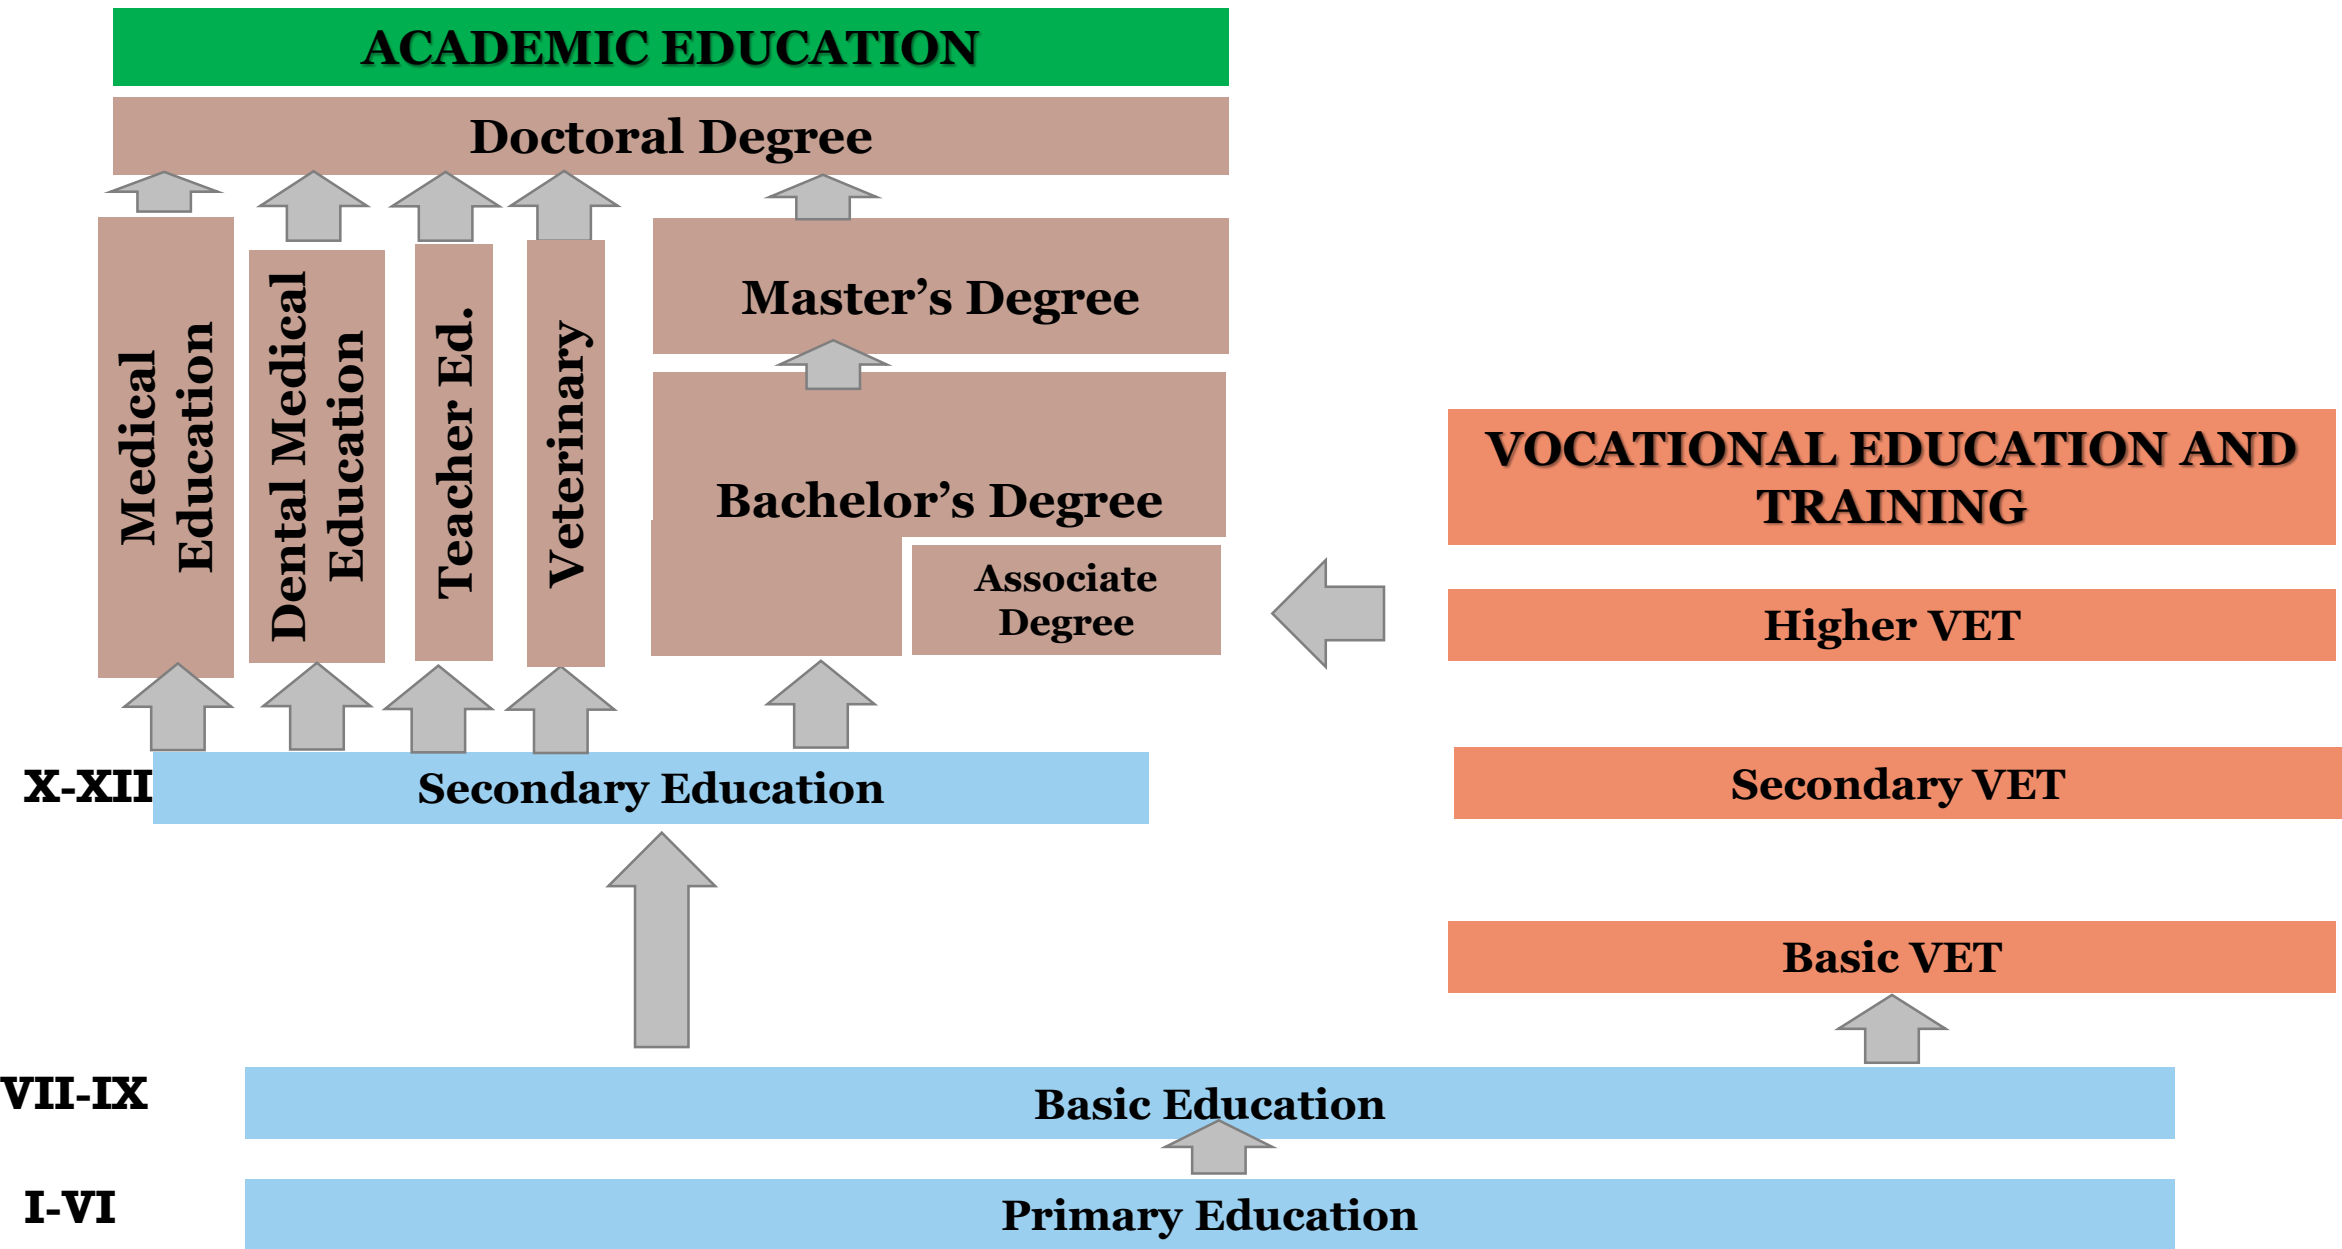 ACADEMIC EDUCATION
Doctoral Degree
Medical
Education
Dental Medical
Education
Teacher Ed.
Veterinary
Master’s Degree
Bachelor’s Degree
Associate
Degree
VOCATIONAL EDUCATION AND
TRAINING
Higher VET
X-XII
Secondary Education
Secondary VET
Basic VET
VII-IX
Basic Education
I-VI
Primary Education